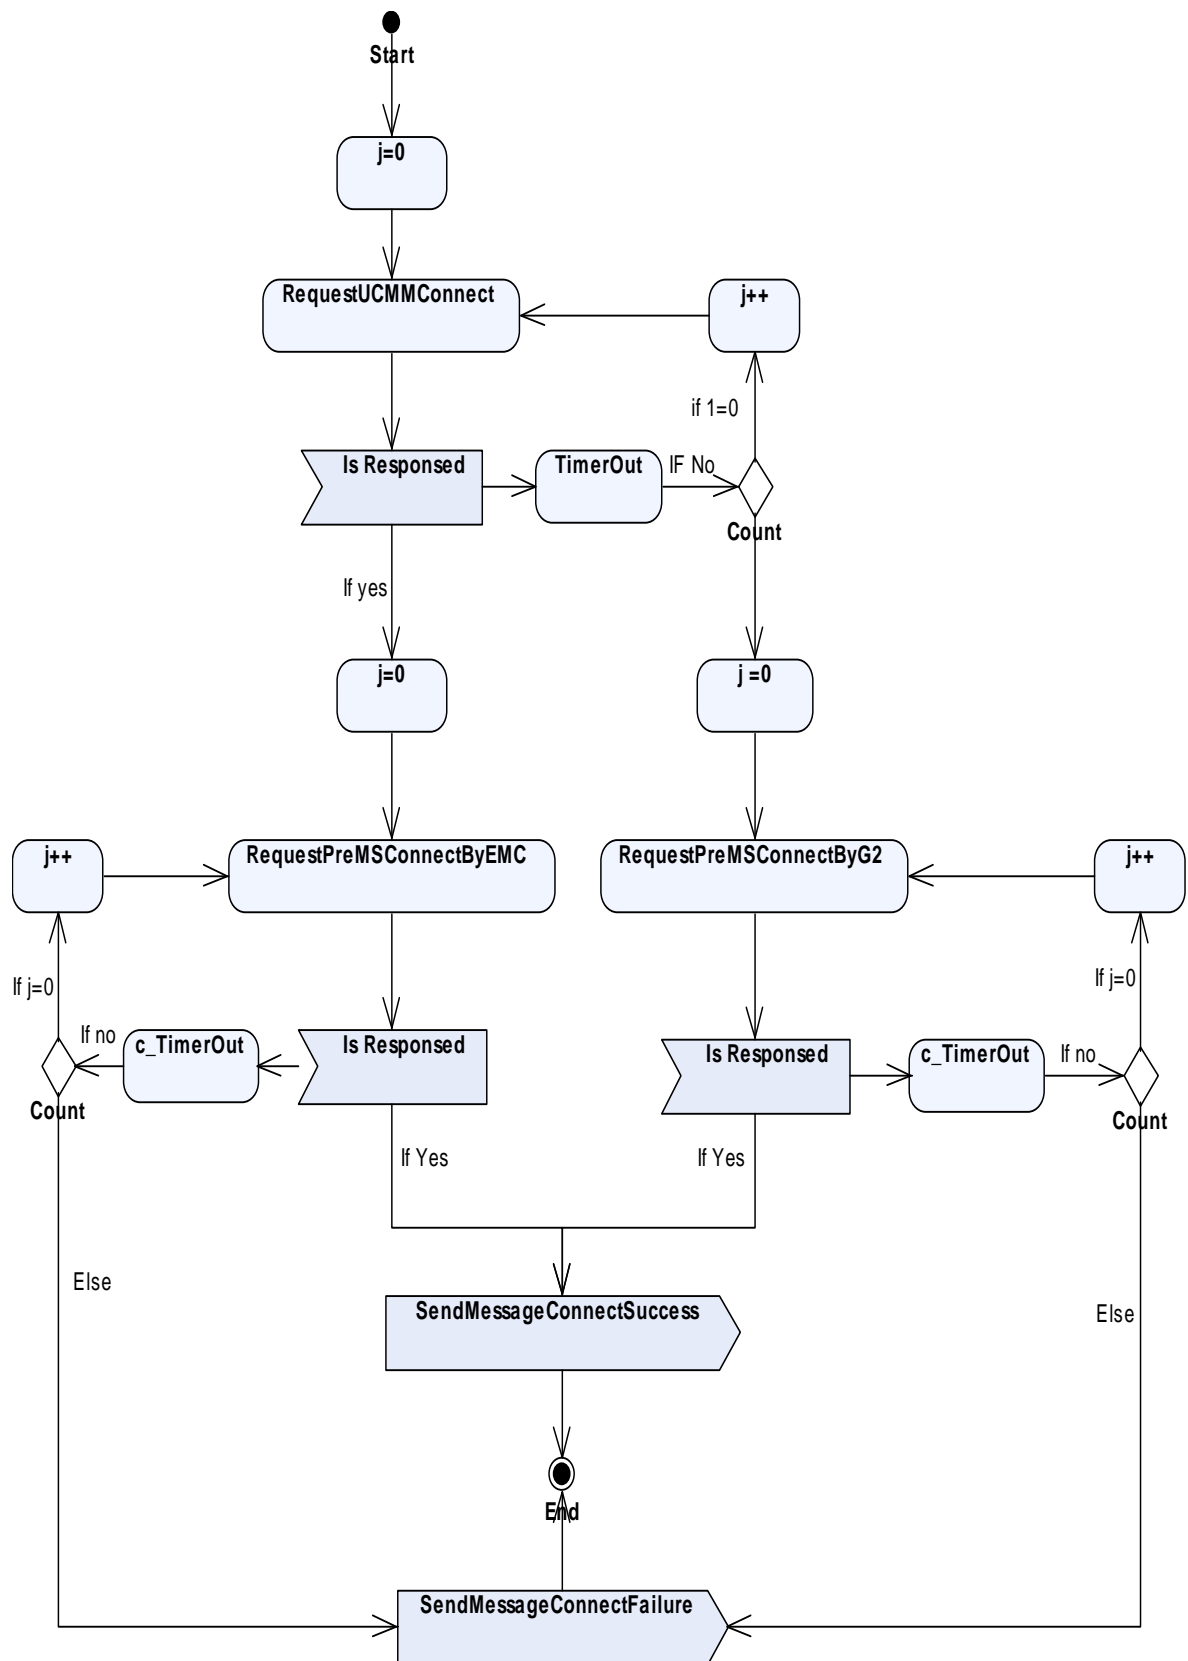 Start
j=0
RequestUCMMConnect
j++
if 1=0
Is Responsed
TimerOut
IF No
Count
If yes
j=0
j =0
j++
RequestPreMSConnectByEMC
RequestPreMSConnectByG2
j++
If j=0
If j=0
If no
c_TimerOut
Is Responsed
Is Responsed
c_TimerOut
If no
Count
Count
If Yes
If Yes
Else
Else
SendMessageConnectSuccess
End
SendMessageConnectFailure